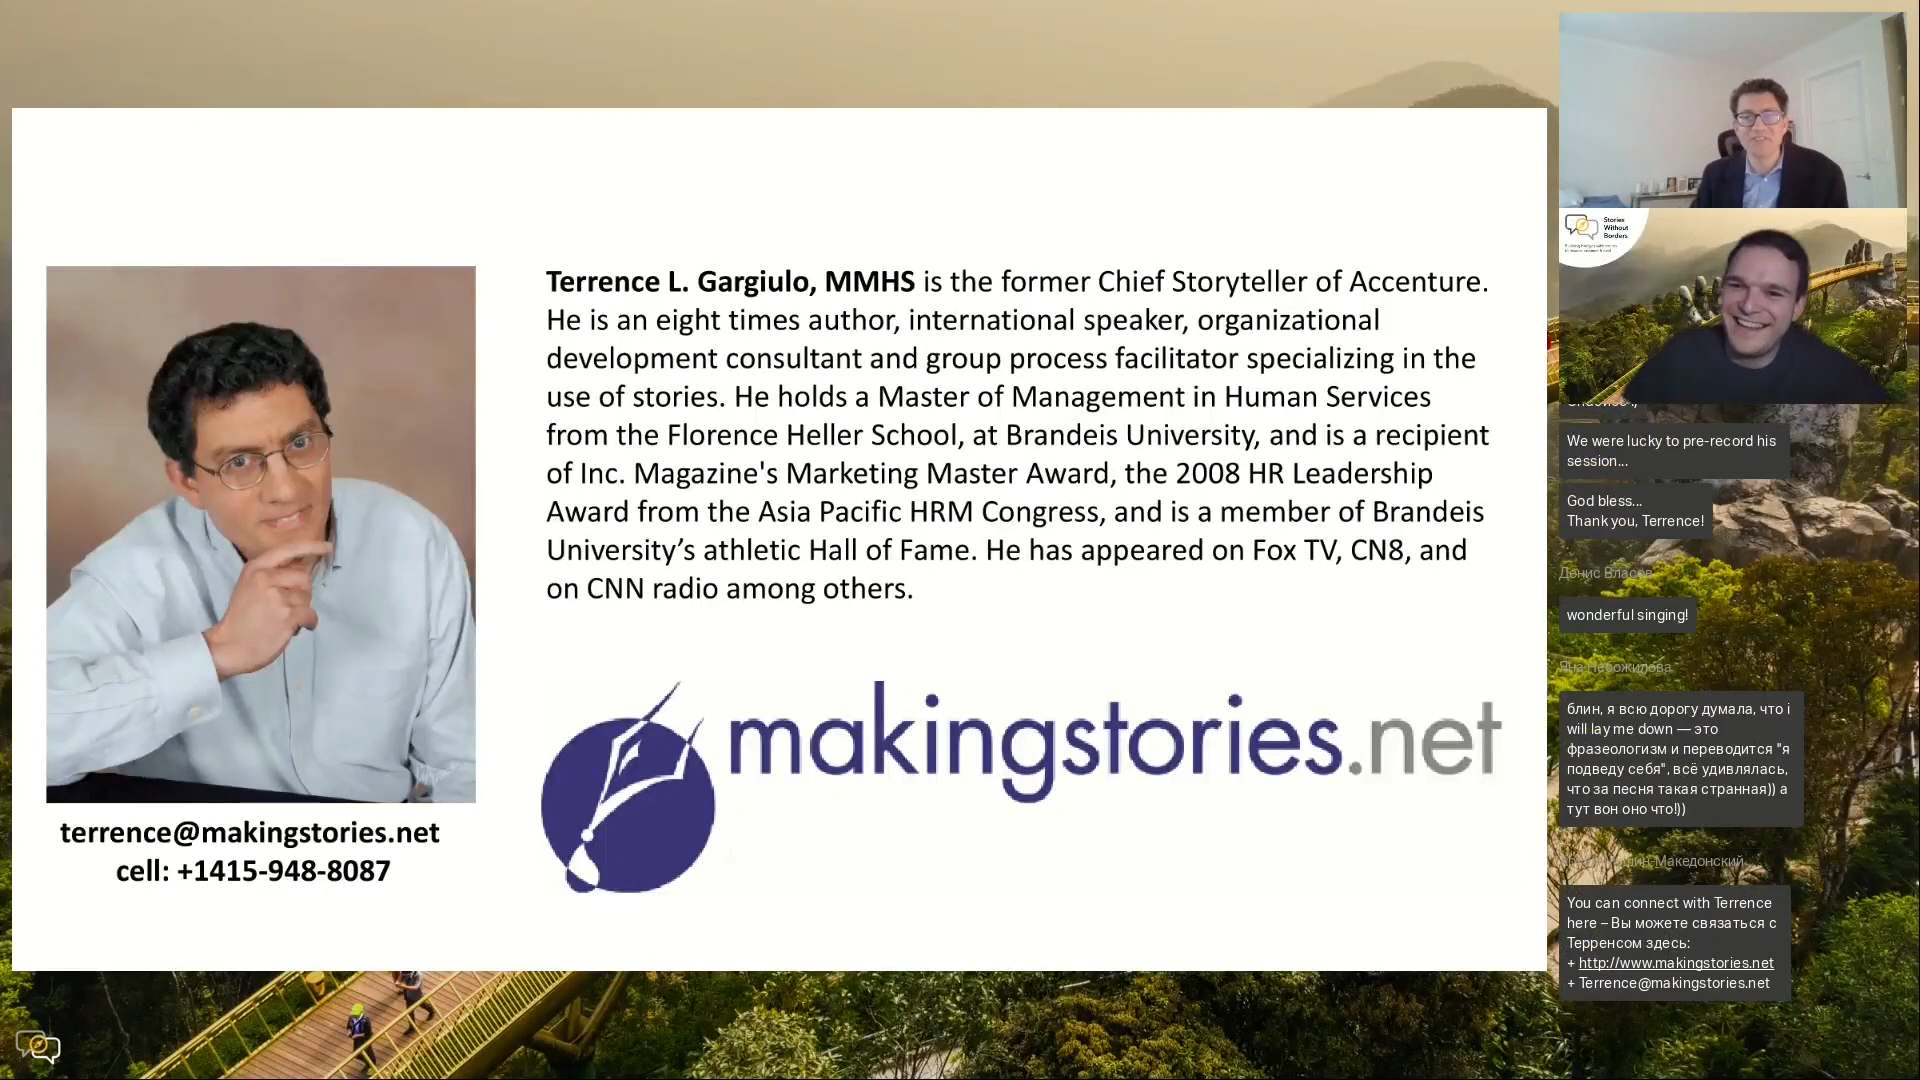 Terrence L. Gargiulo, MMHS is the former Chief Storyteller of Accenture.
He is an eight times author, international speaker, organizational
development consultant and group process facilitator specializing in the
use of stories. He holds a Master of Management in Human Services
from the Florence Heller School, at Brandeis University, and is a recipient
of Inc. Magazine's Marketing Master Award, the 2008 HR Leadership
Award from the Asia Pacific HRM Congress, and is a member of Brandeis
University’s athletic Hall of Fame. He has appeared on Fox TV, CN8, and
on CNN radio among others.
makingstories.net
terrence@makingstories.net
cell: +1415-948-8087
Stories
Without
Borders
We were lucky to pre-record his
session...
God bless...
Thank you, Terrence!
Денис Власов
wonderful singing!
Яна Непожилова
блин, я всю дорогу думала, что i
will lay me down — это
фразеологизм и переводится "я
подведу себя", всё удивлялась,
что за песня такая странная)) а
тут вон оно что!))
You can connect with Terrence
here – Вы можете связаться с
Терренсом здесь:
+ http://www.makingstories.net
+ Terrence@makingstories.net